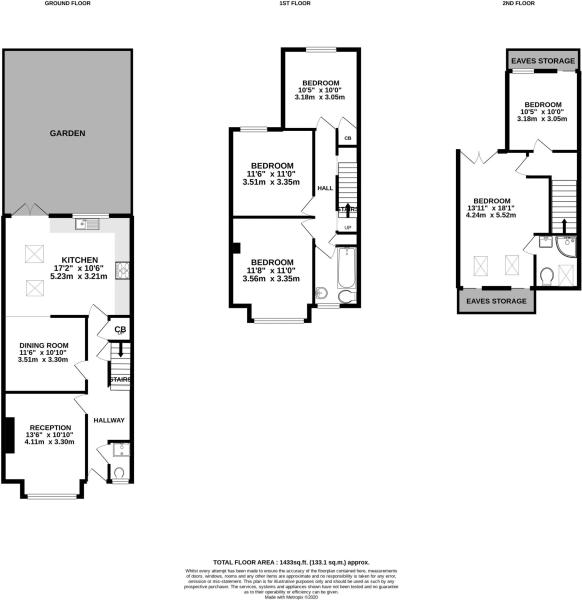 GROUND FLOOR
1ST FLOOR
2ND FLOOR
GARDEN
KITCHEN
17'2" x 10'6"
5.23m x 3.21m
CB
DINING ROOM
11'6" x 10'10"
3.51m x 3.30m
STAIRS
HALLWAY
RECEPTION
13'6" x 10'10"
4.11m x 3.30m
BEDROOM
10'5" x 10'0"
3.18m x 3.05m
CB
BEDROOM
11'6" x 11'0"
3.51m x 3.35m
HALL
STAIRS
UP
BEDROOM
11'8" x 11'0"
3.56m x 3.35m
EAVES STORAGE
BEDROOM
10'5" x 10'0"
3.18m x 3.05m
BEDROOM
13'11" x 18'1"
4.24m x 5.52m
STAIRS
EAVES STORAGE
TOTAL FLOOR AREA : 1433sq.ft. (133.1 sq.m.) approx.
Whilst every attempt has been made to ensure the accuracy of the floorplan contained here, measurements
of doors, windows, rooms and any other items are approximate and no responsibility is taken for any error,
omission or mis-statement. This plan is for illustrative purposes only and should be used as such by any
prospective purchaser. The services, systems and appliances shown have not been tested and no guarantee
as to their operability or efficiency can be given.
Made with Metropix ©2020